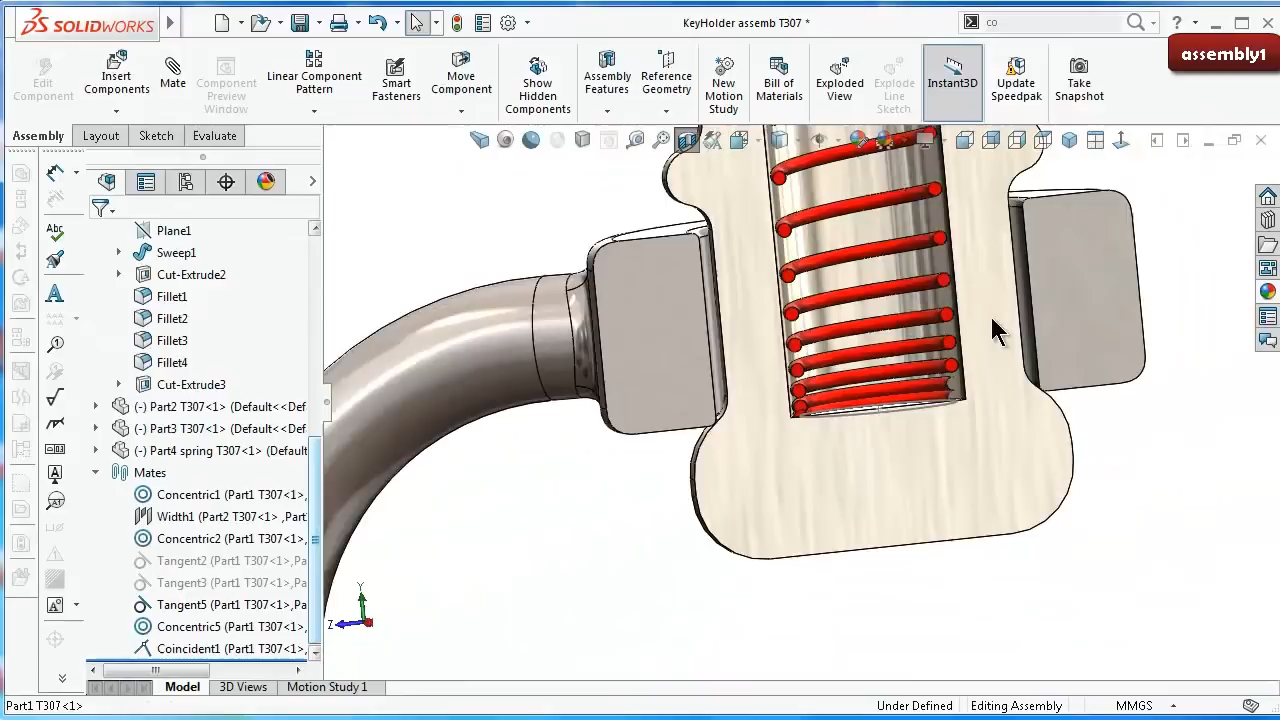 SOLIDWORKS
KeyHolder assemb T307 *
co
?
assembly1
Edit Component
Insert Components
Mate
Component Preview Window
Linear Component Pattern
Smart Fasteners
Move Component
Show Hidden Components
Assembly Features
Reference Geometry
New Motion Study
Bill of Materials
Exploded View
Explode Line Sketch
Instant3D
Update Speedpak
Take Snapshot
Assembly
Layout
Sketch
Evaluate
Plane1
Sweep1
Cut-Extrude2
Fillet1
Fillet2
Fillet3
Fillet4
Cut-Extrude3
(-) Part2 T307<1> (Default<<Def
(-) Part3 T307<1> (Default<<Def
(-) Part4 spring T307<1> (Default
Mates
Concentric1 (Part1 T307<1>,
Width1 (Part2 T307<1> ,Part
Concentric2 (Part1 T307<1>,
Tangent2 (Part1 T307<1>,Pa
Tangent3 (Part1 T307<1>,Pa
Tangent5 (Part1 T307<1>,Pa
Concentric5 (Part1 T307<1>,
Coincident1 (Part1 T307<1>,
Y
Z
Model
3D Views
Motion Study 1
Part1 T307<1>
Under Defined
Editing Assembly
MMGS